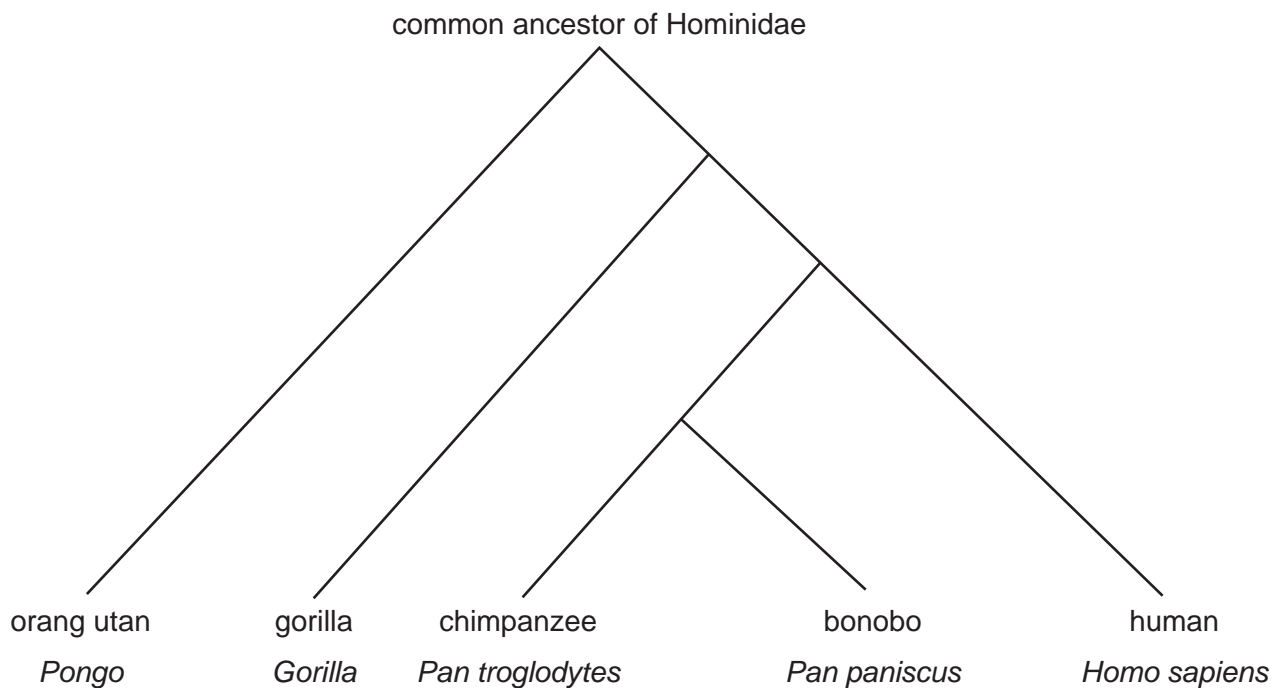 common ancestor of Hominidae
orang utan gorilla chimpanzee bonobo human
Pongo Gorilla Pan troglodytes Pan paniscus Homo sapiens